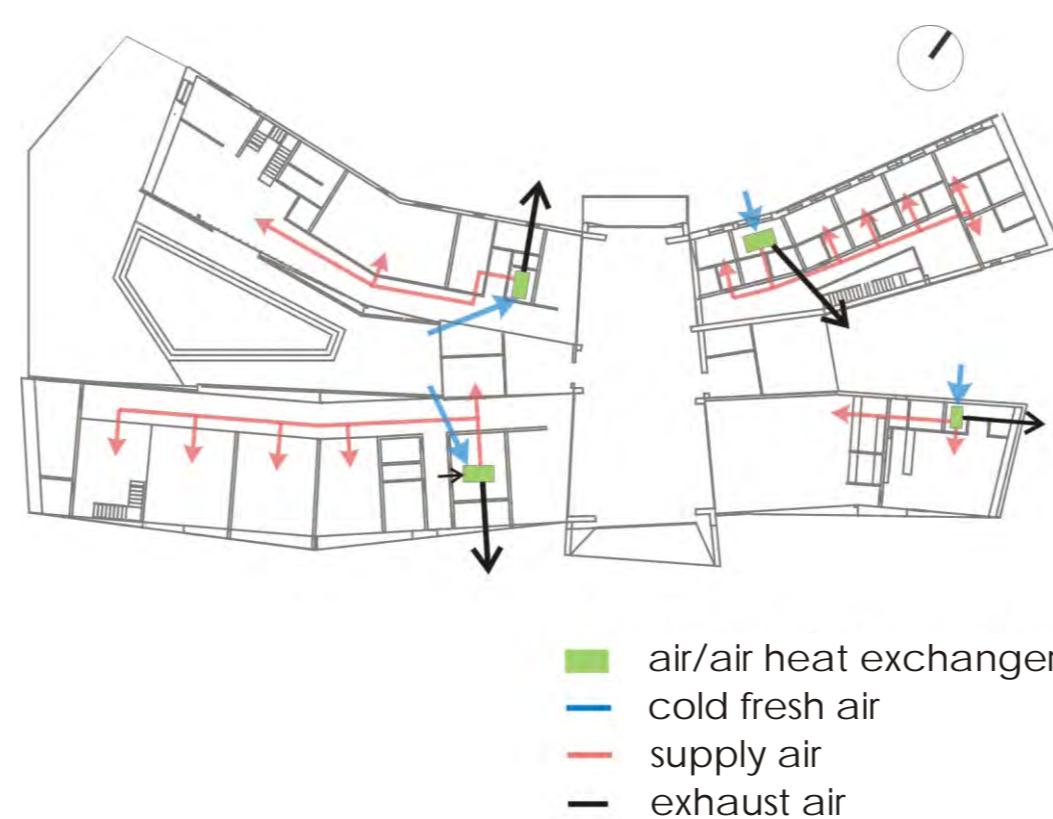 air/air heat exchanger
cold fresh air
supply air
exhaust air